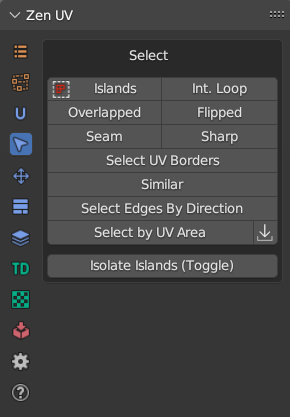 Zen UV
Select
Islands Int. Loop
Overlapped Flipped
Seam Sharp
Select UV Borders
Similar
Select Edges By Direction
Select by UV Area
TD
Isolate Islands (Toggle)